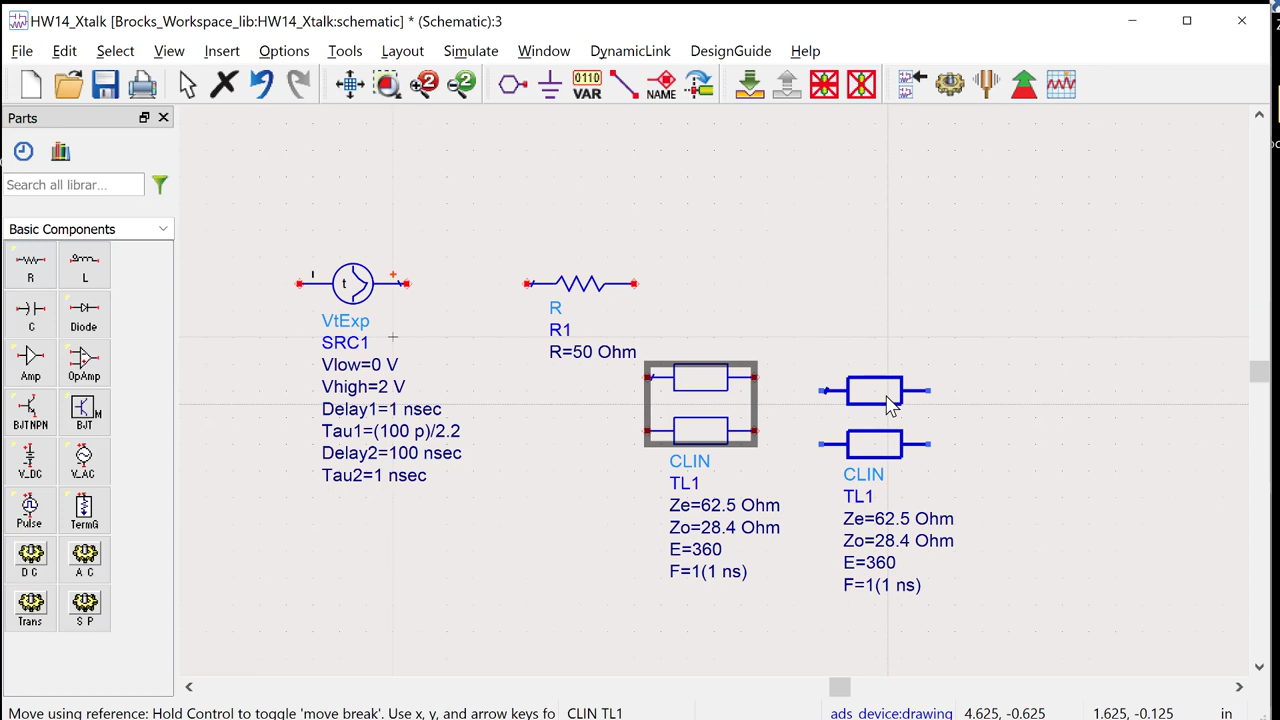 HW14_Xtalk [Brocks_Workspace_lib:HW14_Xtalk:schematic] * (Schematic):3
File Edit Select View Insert Options Tools Layout Simulate Window DynamicLink DesignGuide Help
0110
VAR
NAME
Parts
Search all librar...
Basic Components
R L
C Diode
Amp OpAmp
BJTNPN BJT
V_DC V_AC
Pulse TermG
DC AC
Trans SP
t
+
VtExp
SRC1
Vlow=0 V
Vhigh=2 V
Delay1=1 nsec
Tau1=(100 p)/2.2
Delay2=100 nsec
Tau2=1 nsec
R
R1
R=50 Ohm
CLIN
TL1
Ze=62.5 Ohm
Zo=28.4 Ohm
E=360
F=1(1 ns)
CLIN
TL1
Ze=62.5 Ohm
Zo=28.4 Ohm
E=360
F=1(1 ns)
Move using reference: Hold Control to toggle 'move break'. Use x, y, and arrow keys fo CLIN TL1 ads_device:drawing 4.625, -0.625 1.625, -0.125 in